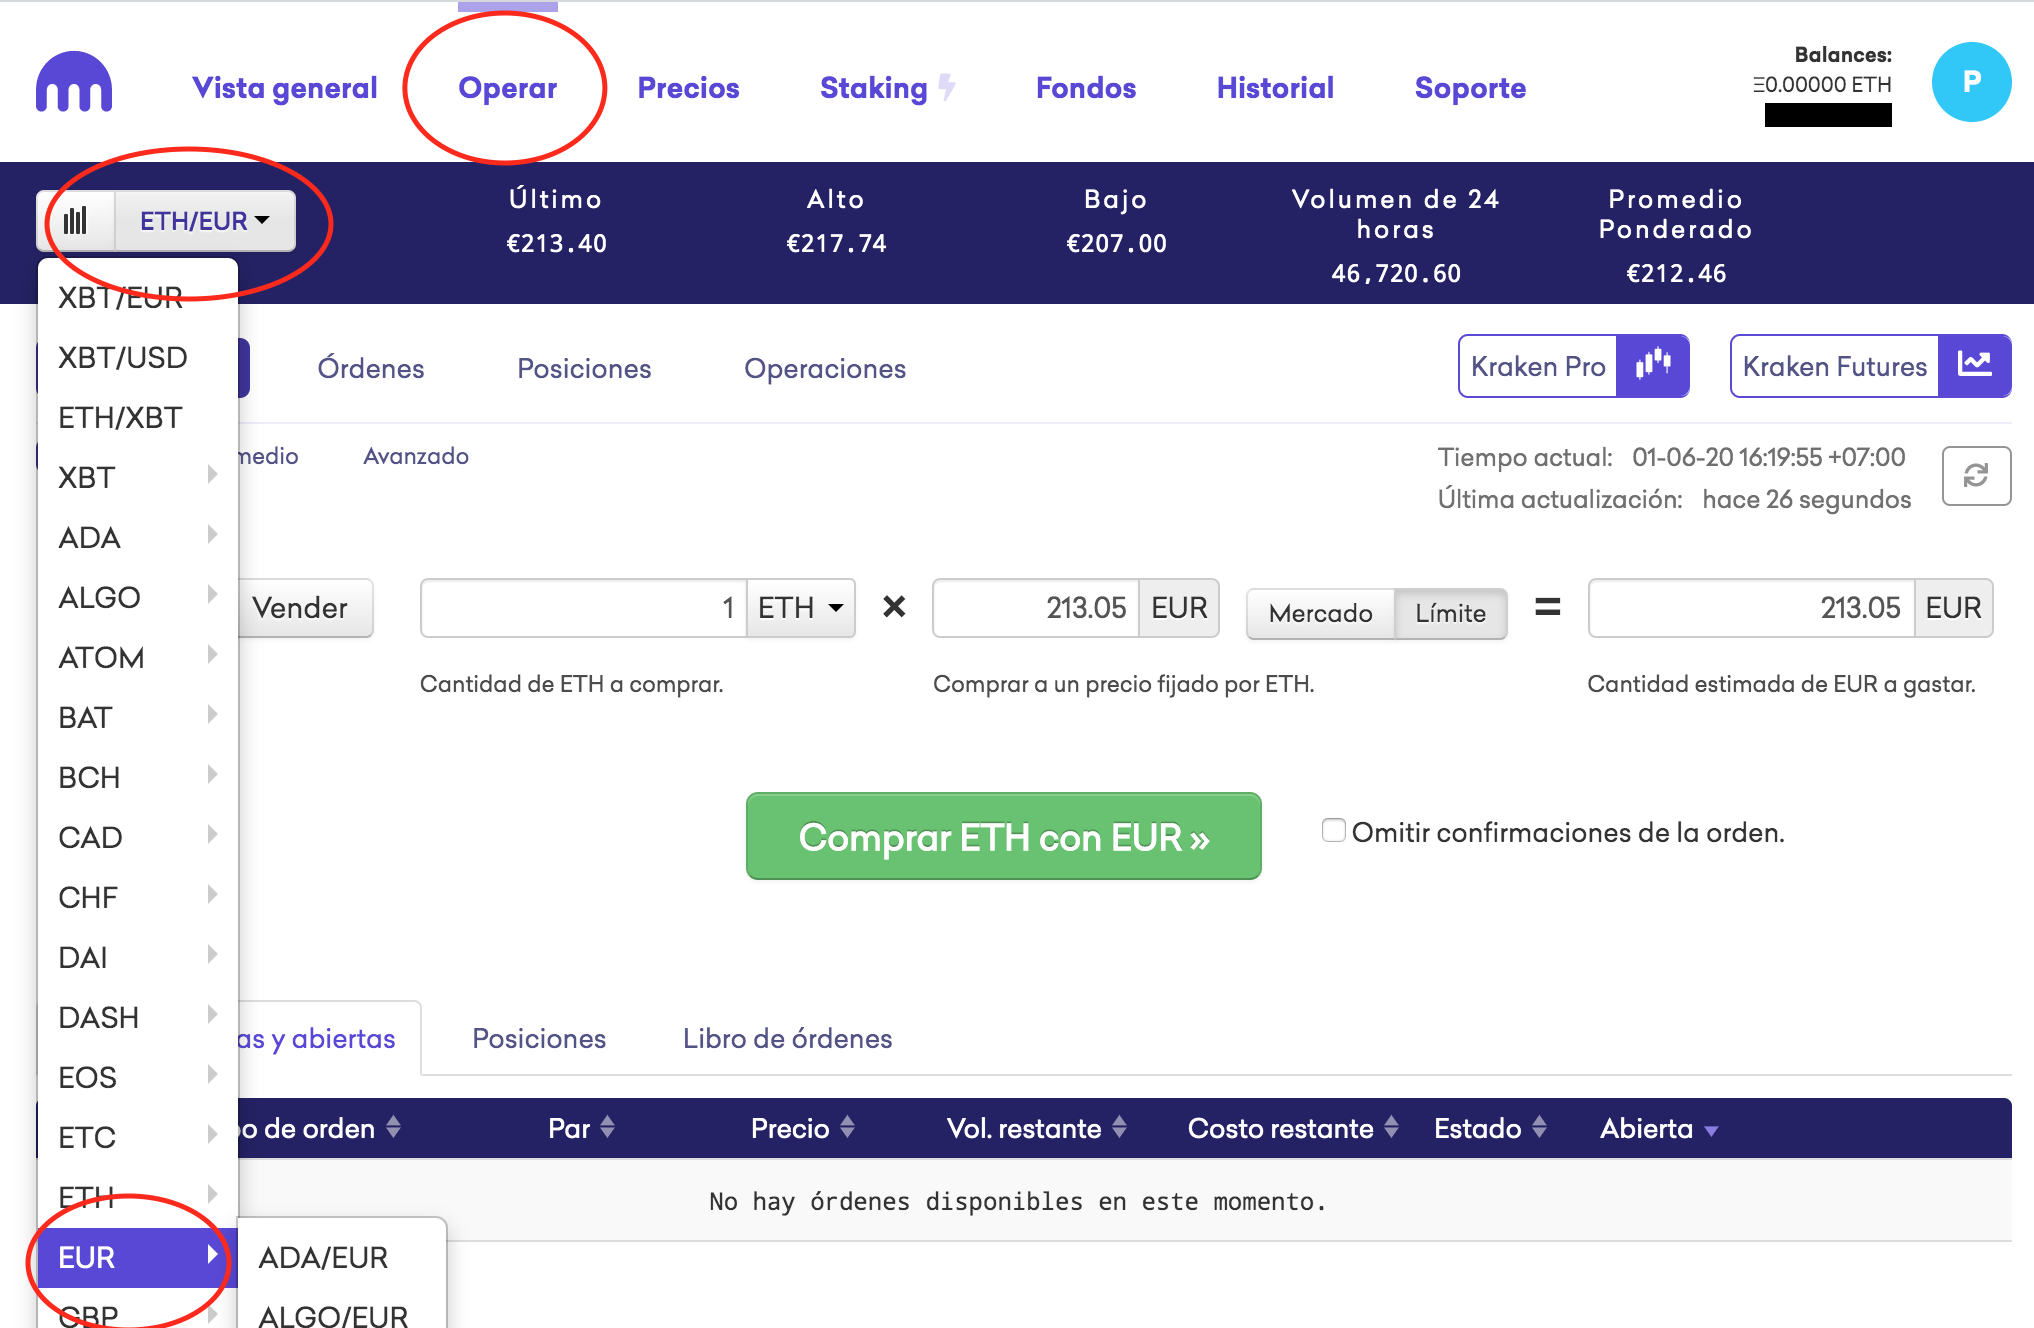 Vista general
Operar
Precios
Staking
Fondos
Historial
Soporte
Balances:
Ξ0.00000 ETH
P
ETH/EUR
Último
€213.40
Alto
€217.74
Bajo
€207.00
Volumen de 24
horas
46,720.60
Promedio
Ponderado
€212.46
XBT/EUR
XBT/USD
ETH/XBT
XBT
ADA
ALGO
ATOM
BAT
BCH
CAD
CHF
DAI
DASH
EOS
ETC
ETH
EUR
GBP
ADA/EUR
ALGO/EUR
Órdenes
Posiciones
Operaciones
Kraken Pro
Kraken Futures
medio
Avanzado
Tiempo actual: 01-06-20 16:19:55 +07:00
Última actualización: hace 26 segundos
Vender
1 ETH
×
213.05 EUR
Mercado
Límite
=
213.05 EUR
Cantidad de ETH a comprar.
Comprar a un precio fijado por ETH.
Cantidad estimada de EUR a gastar.
Comprar ETH con EUR »
Omitir confirmaciones de la orden.
as y abiertas
Posiciones
Libro de órdenes
o de orden
Par
Precio
Vol. restante
Costo restante
Estado
Abierta
No hay órdenes disponibles en este momento.